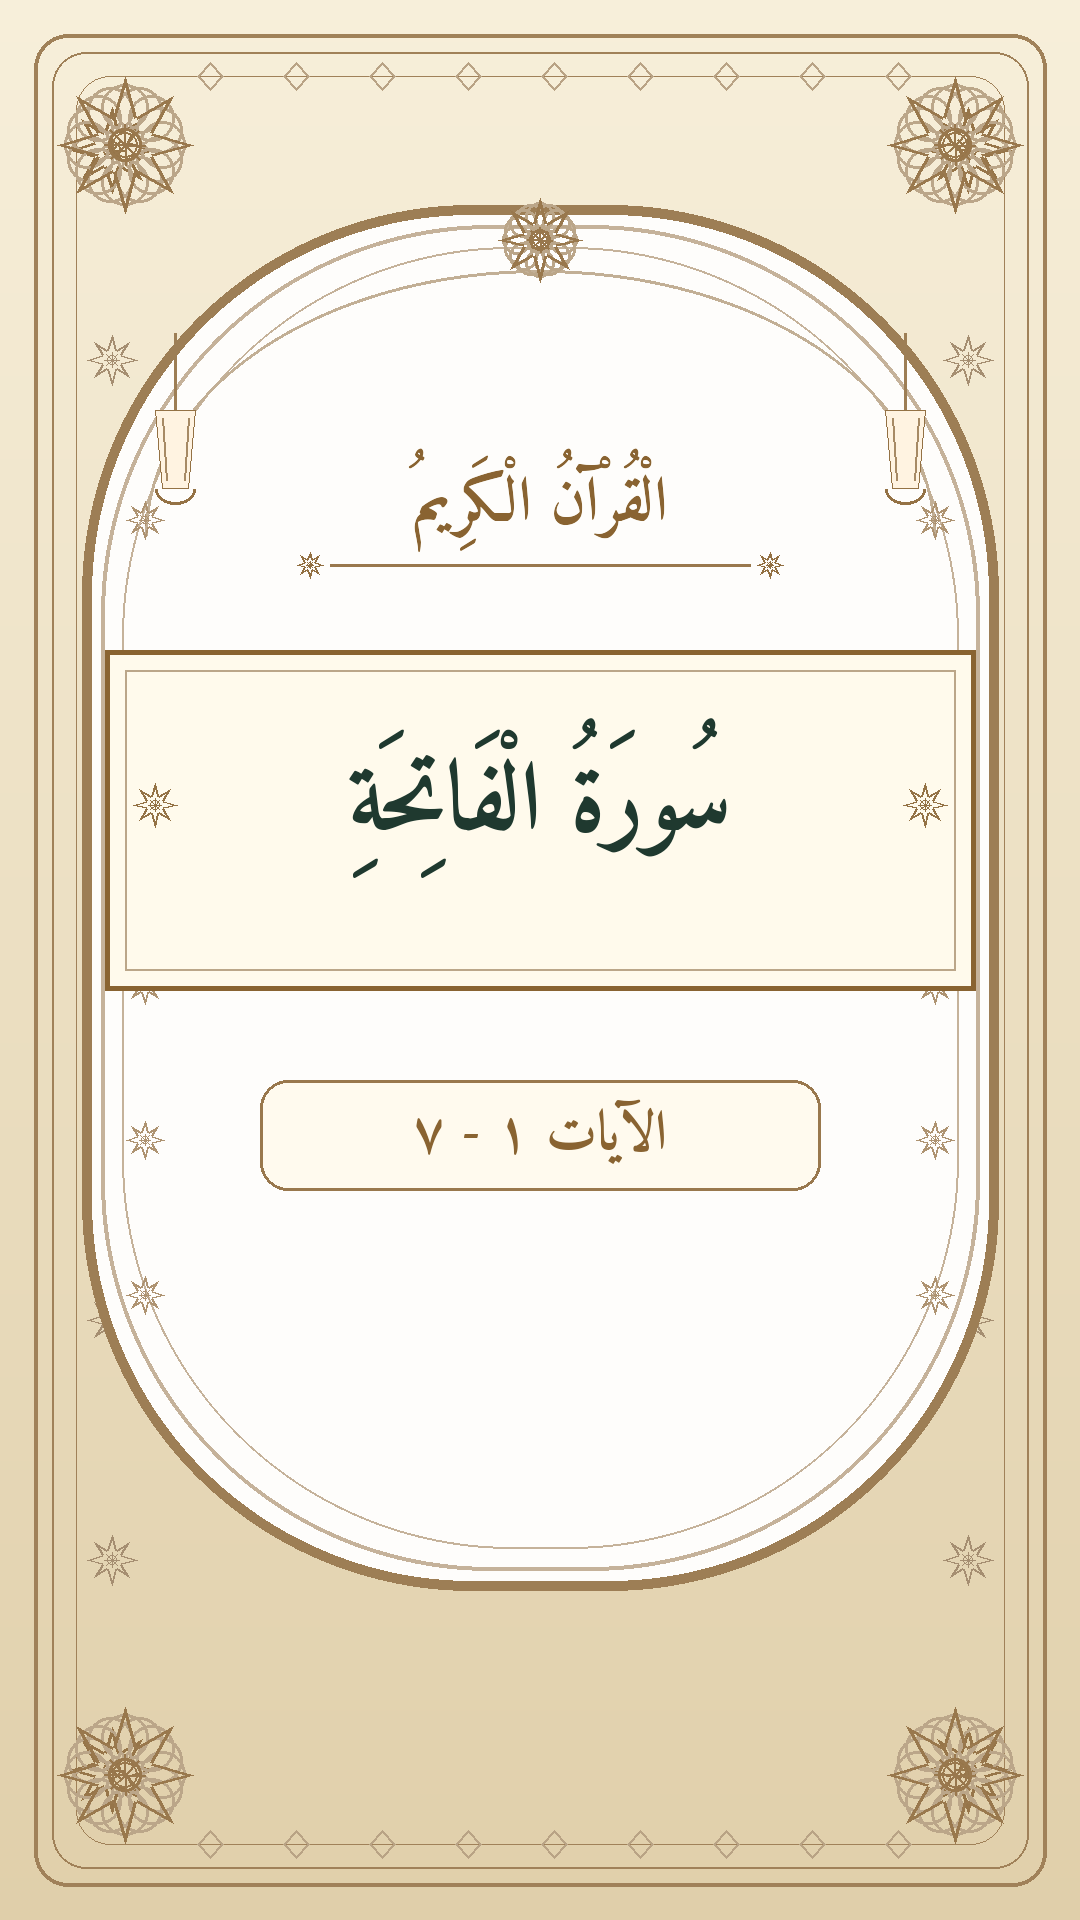 الْقُرْآنُ الْكَرِيمُ
سُورَةُ الْفَاتِحَةِ
الآيات ١ - ٧